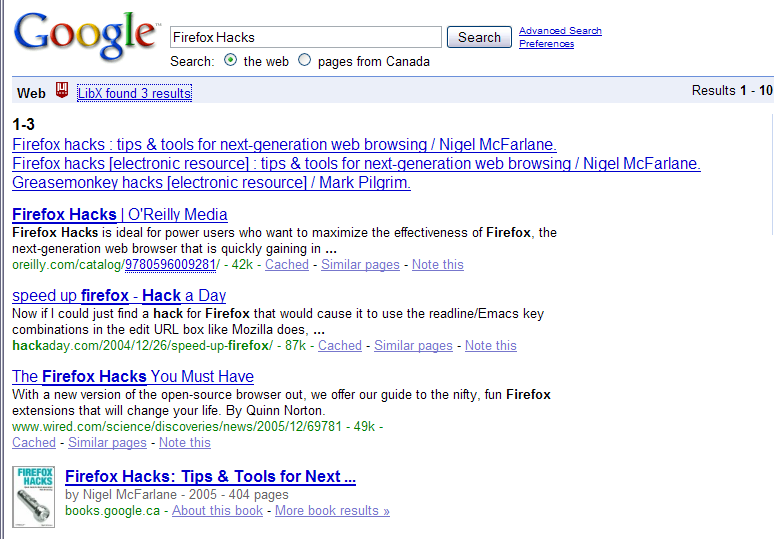 Google™
Firefox Hacks Search Advanced Search
Preferences
Search: the web pages from Canada
Web LibX found 3 results Results 1 - 10
1-3
Firefox hacks : tips & tools for next-generation web browsing / Nigel McFarlane.
Firefox hacks [electronic resource] : tips & tools for next-generation web browsing / Nigel McFarlane.
Greasemonkey hacks [electronic resource] / Mark Pilgrim.
Firefox Hacks | O'Reilly Media
Firefox Hacks is ideal for power users who want to maximize the effectiveness of Firefox, the
next-generation web browser that is quickly gaining in ...
oreilly.com/catalog/9780596009281/ - 42k - Cached - Similar pages - Note this
speed up firefox - Hack a Day
Now if I could just find a hack for Firefox that would cause it to use the readline/Emacs key
combinations in the edit URL box like Mozilla does, ...
hackaday.com/2004/12/26/speed-up-firefox/ - 87k - Cached - Similar pages - Note this
The Firefox Hacks You Must Have
With a new version of the open-source browser out, we offer our guide to the nifty, fun Firefox
extensions that will change your life. By Quinn Norton.
www.wired.com/science/discoveries/news/2005/12/69781 - 49k -
Cached - Similar pages - Note this
FIREFOX
HACKS
Firefox Hacks: Tips & Tools for Next ...
by Nigel McFarlane - 2005 - 404 pages
books.google.ca - About this book - More book results »